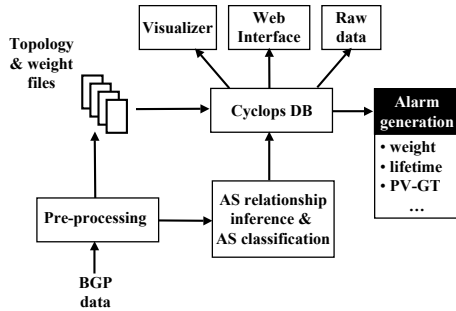 Visualizer
Web
Interface
Raw
data
Topology
& weight
files
Cyclops DB
Alarm
generation
• weight
• lifetime
• PV-GT
...
Pre-processing
AS relationship
inference &
AS classification
BGP
data